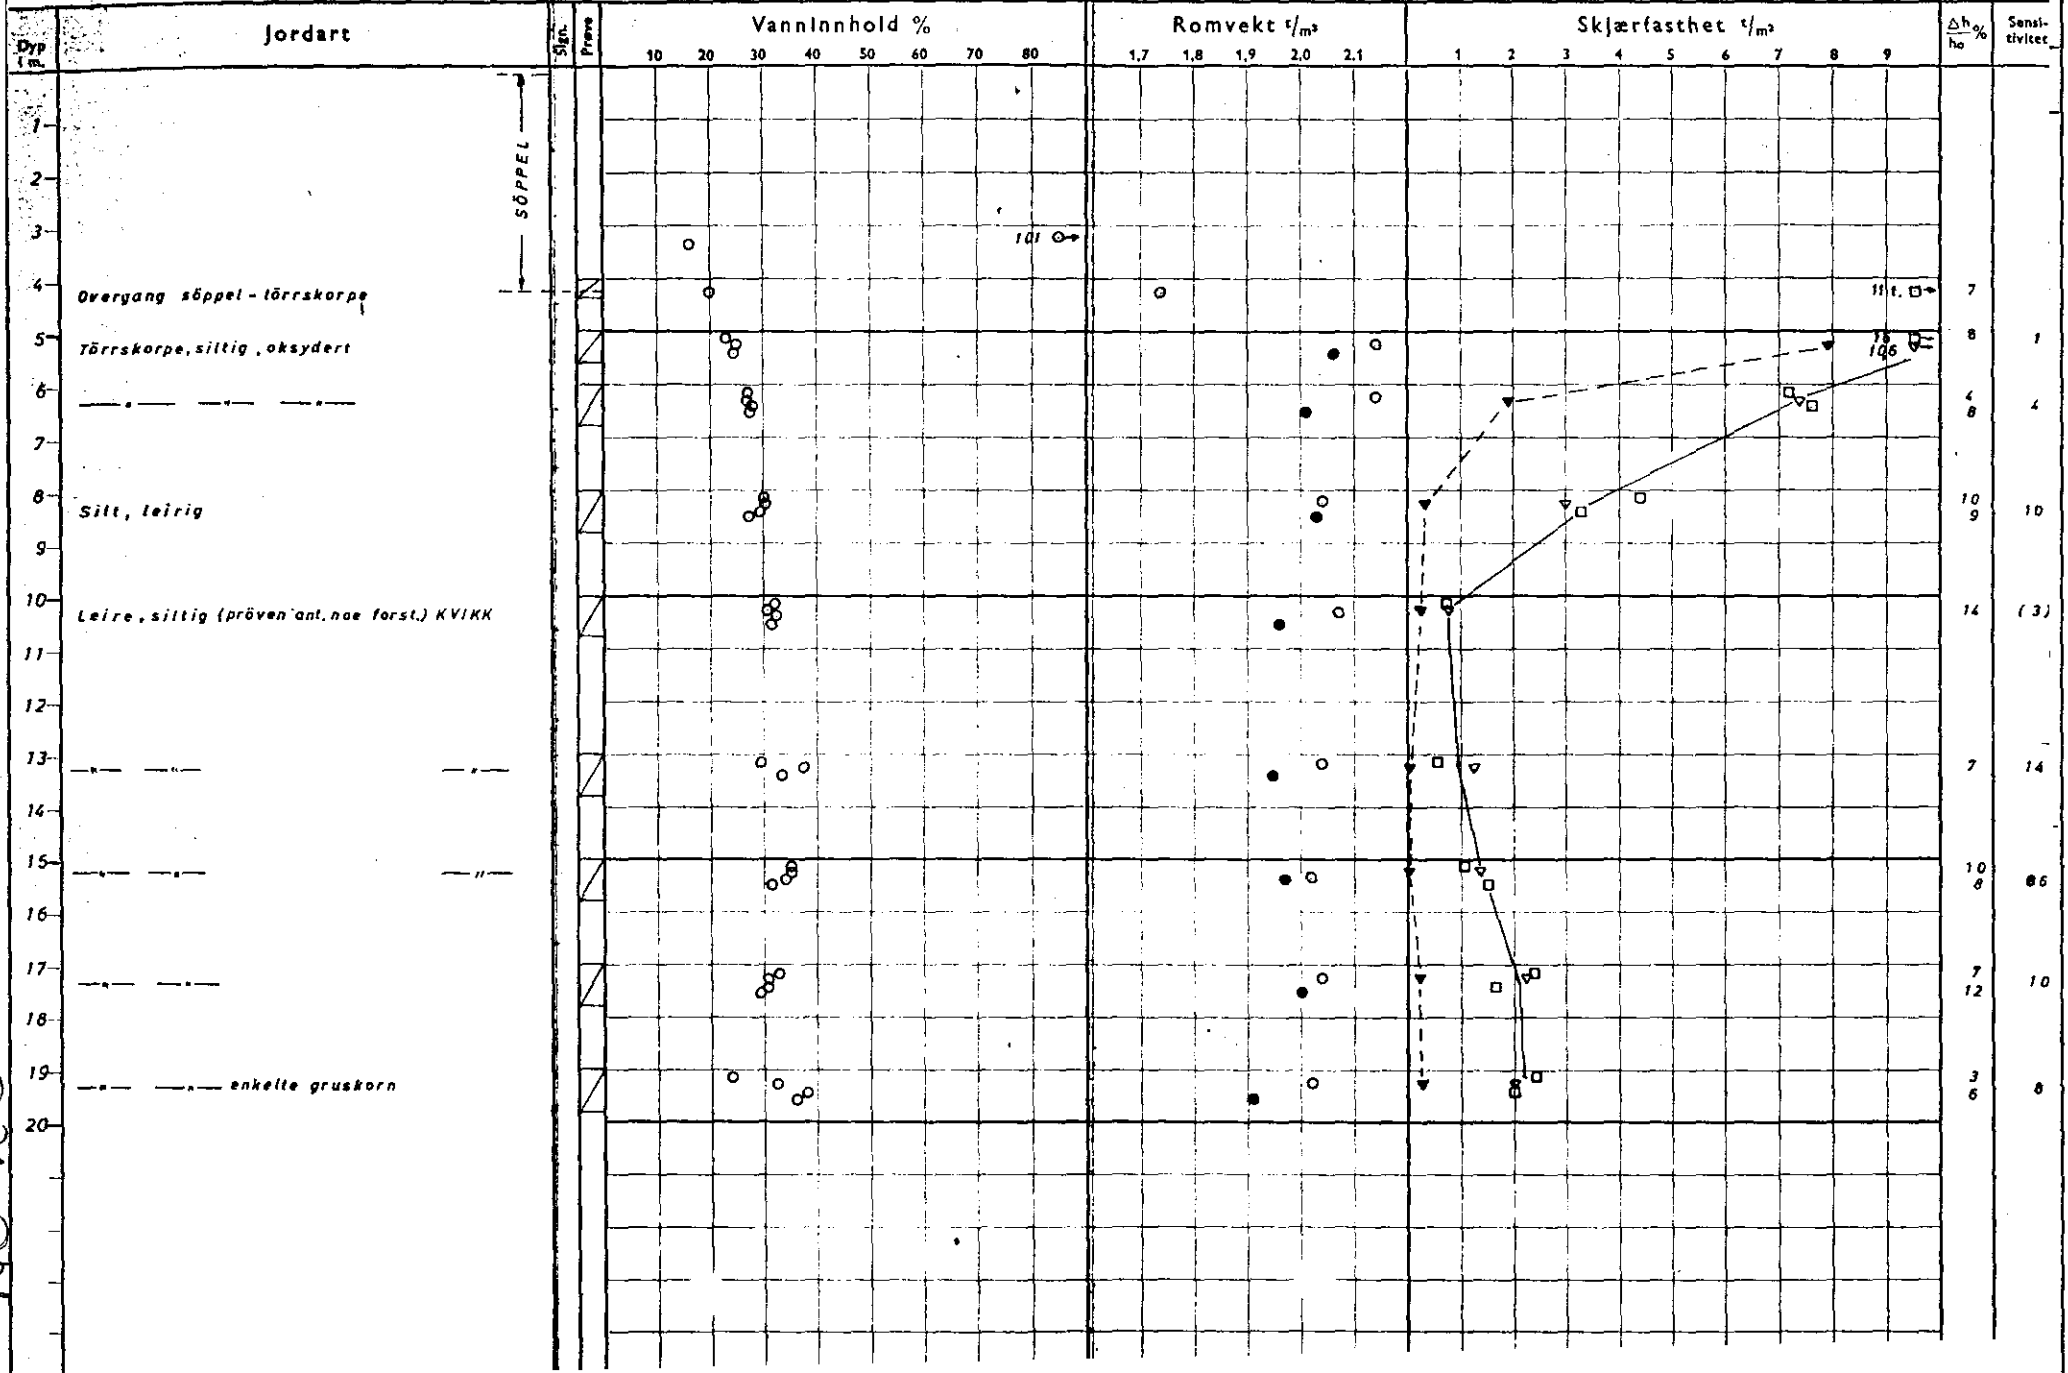 Dyp i m.
Jordart
Sign.
Prøve
Vanninnhold %
10 20 30 40 50 60 70 80
Romvekt t/m³
1,7 1,8 1,9 2,0 2,1
Skjærfasthet t/m²
1 2 3 4 5 6 7 8 9
Δh/h₀ %
Sensi-
tivitet
SÖPPEL
1
2
3
101
4
Overgang söppel - törrskorpe
11 t.
7
5
Törrskorpe, siltig, oksydert
16
106
8
1
6
— " — — " — — " —
4
8
4
7
8
Silt, leirig
10
9
10
9
10
Leire, siltig (pröven ant. noe forst.) KVIKK
14
(3)
11
12
13
— " — — " — — " —
7
14
14
15
— " — — " — — " —
10
8
16
17
— " — — " —
7
12
10
18
19
— " — — " — enkelte gruskorn
3
6
8
20